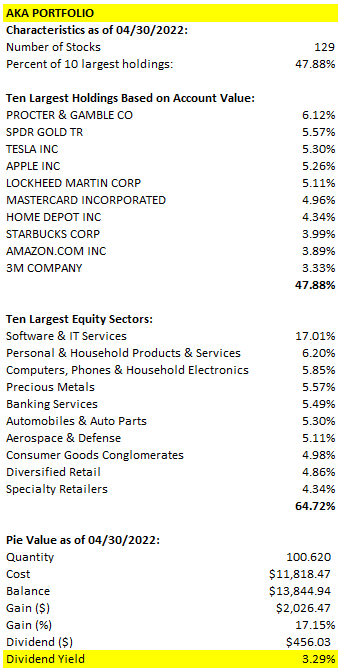 AKA PORTFOLIO
Characteristics as of 04/30/2022:
Number of Stocks 129
Percent of 10 largest holdings: 47.88%
Ten Largest Holdings Based on Account Value:
PROCTER & GAMBLE CO 6.12%
SPDR GOLD TR 5.57%
TESLA INC 5.30%
APPLE INC 5.26%
LOCKHEED MARTIN CORP 5.11%
MASTERCARD INCORPORATED 4.96%
HOME DEPOT INC 4.34%
STARBUCKS CORP 3.99%
AMAZON.COM INC 3.89%
3M COMPANY 3.33%
47.88%
Ten Largest Equity Sectors:
Software & IT Services 17.01%
Personal & Household Products & Services 6.20%
Computers, Phones & Household Electronics 5.85%
Precious Metals 5.57%
Banking Services 5.49%
Automobiles & Auto Parts 5.30%
Aerospace & Defense 5.11%
Consumer Goods Conglomerates 4.98%
Diversified Retail 4.86%
Specialty Retailers 4.34%
64.72%
Pie Value as of 04/30/2022:
Quantity 100.620
Cost $11,818.47
Balance $13,844.94
Gain ($) $2,026.47
Gain (%) 17.15%
Dividend ($) $456.03
Dividend Yield 3.29%